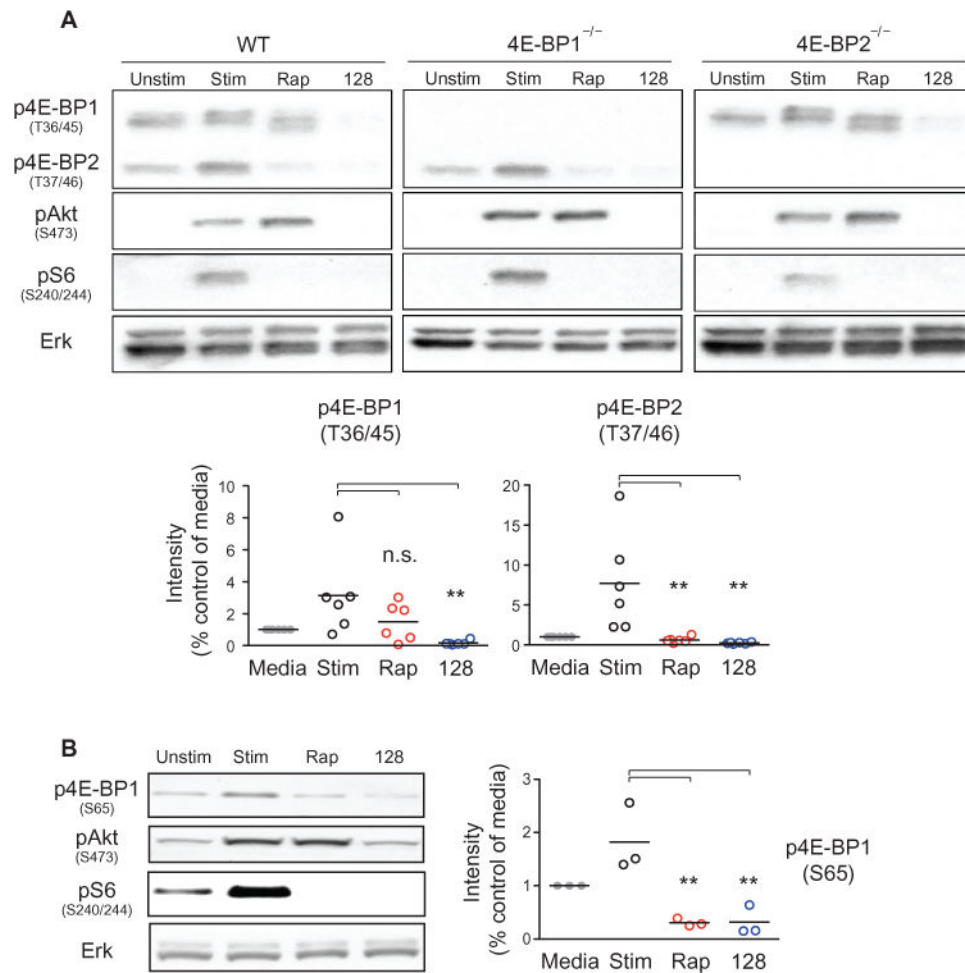 A
WT
4E-BP1−/−
4E-BP2−/−
Unstim Stim Rap 128 Unstim Stim Rap 128 Unstim Stim Rap 128
p4E-BP1
(T36/45)
p4E-BP2
(T37/46)
pAkt
(S473)
pS6
(S240/244)
Erk
p4E-BP1
(T36/45)
Intensity
(% control of media)
10
8
6
4
2
0
n.s.
**
Media Stim Rap 128
p4E-BP2
(T37/46)
20
15
10
5
0
** **
Media Stim Rap 128
B
Unstim Stim Rap 128
p4E-BP1
(S65)
pAkt
(S473)
pS6
(S240/244)
Erk
Intensity
(% control of media)
3
2
1
0
** **
Media Stim Rap 128
p4E-BP1
(S65)